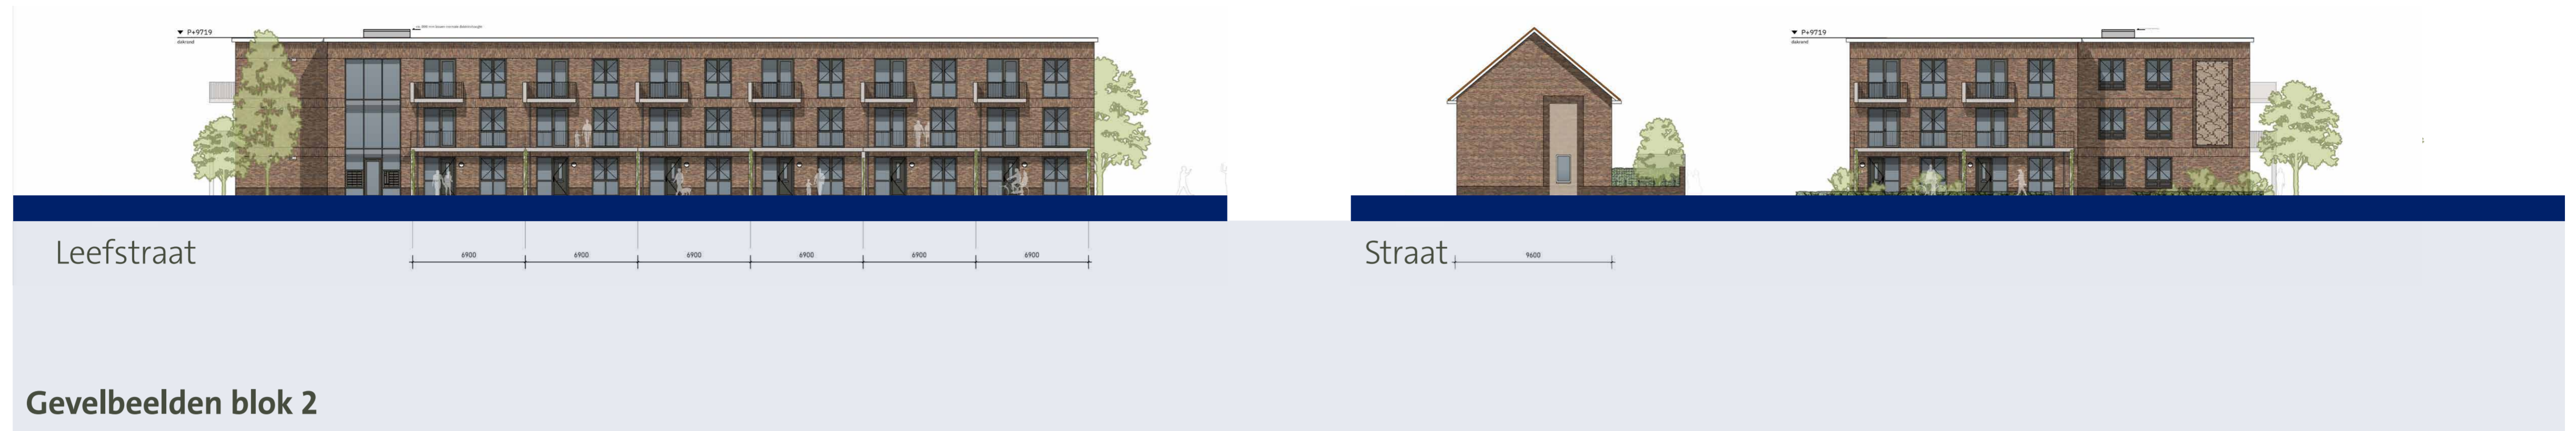 P+9719
dakrand
P+9719
dakrand
Leefstraat
6900
6900
6900
6900
6900
6900
Straat
9600
Gevelbeelden blok 2